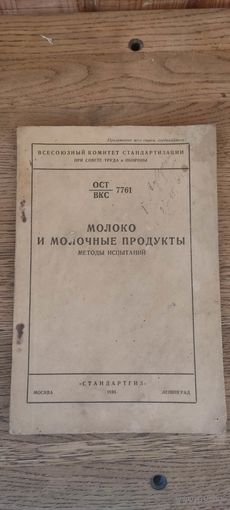 ВСЕСОЮЗНЫЙ КОМИТЕТ СТАНДАРТИЗАЦИИ
ПРИ СОВЕТЕ ТРУДА и ОБОРОНЫ
ОСТ
ВКС 7761
МОЛОКО
И МОЛОЧНЫЕ ПРОДУКТЫ
МЕТОДЫ ИСПЫТАНИЙ
«СТАНДАРТГИЗ»
МОСКВА ЛЕНИНГРАД